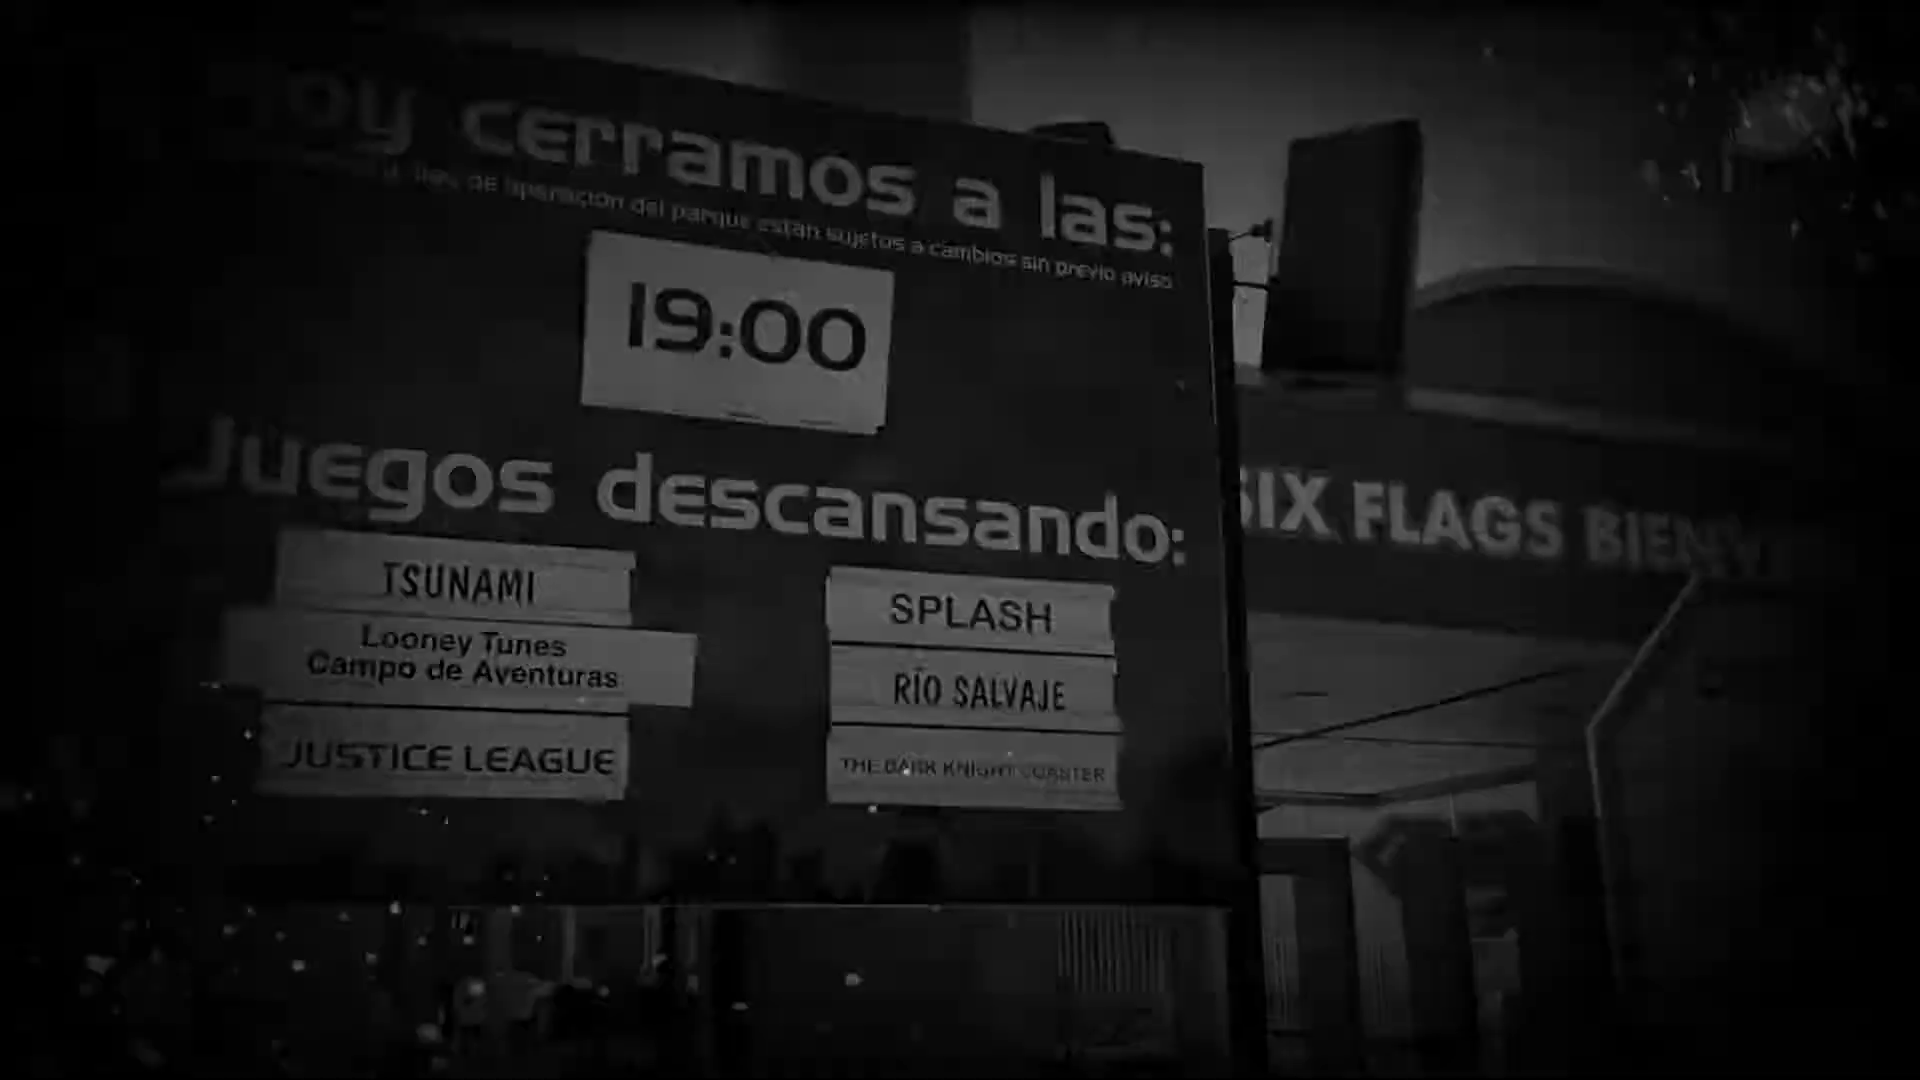 Hoy cerramos a las:
de operación del parque están sujetos a cambios sin previo aviso
19:00
Juegos descansando:
TSUNAMI
Looney Tunes
Campo de Aventuras
JUSTICE LEAGUE
SPLASH
RÍO SALVAJE
THE DARK KNIGHT COASTER
SIX FLAGS